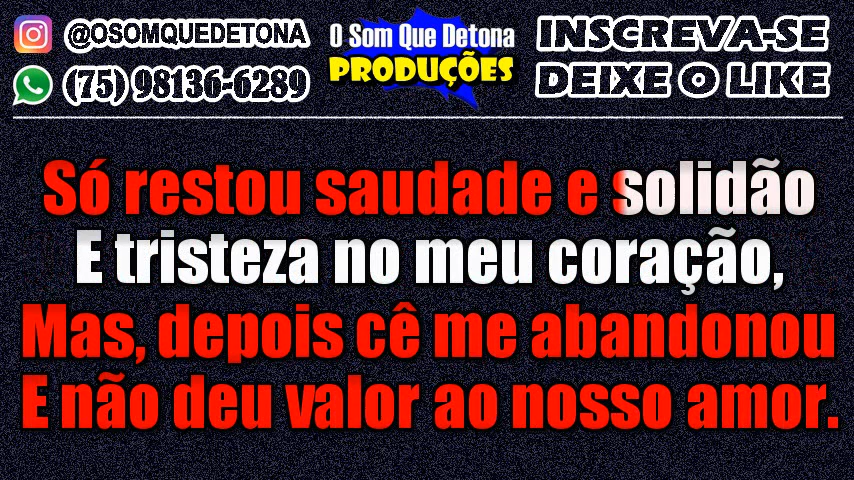 @OSOMQUEDETONA
(75) 98136-6289
O Som Que Detona
PRODUÇÕES
INSCREVA-SE
DEIXE O LIKE
Só restou saudade e solidão
E tristeza no meu coração,
Mas, depois cê me abandonou
E não deu valor ao nosso amor.